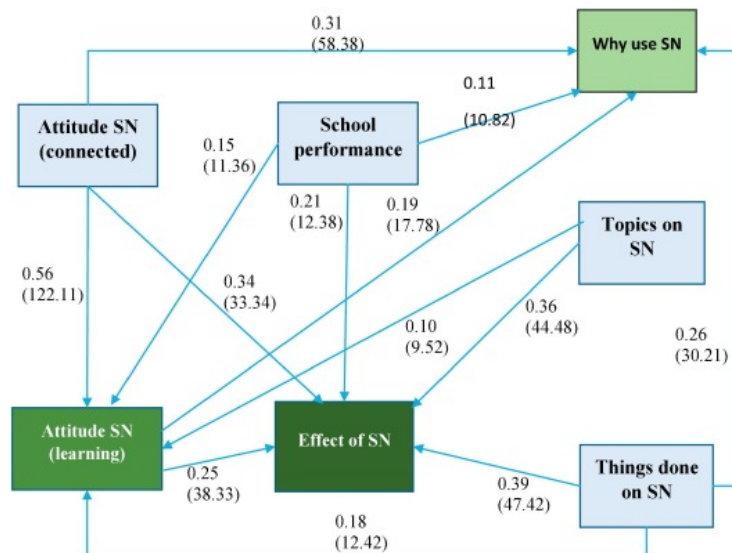 0.31
(58.38)
Why use SN
0.11
(10.82)
Attitude SN
(connected)
School
performance
0.15
(11.36)
0.21
(12.38)
0.19
(17.78)
Topics on
SN
0.56
(122.11)
0.34
(33.34)
0.36
(44.48)
0.10
(9.52)
0.26
(30.21)
Attitude SN
(learning)
Effect of SN
Things done
on SN
0.25
(38.33)
0.39
(47.42)
0.18
(12.42)